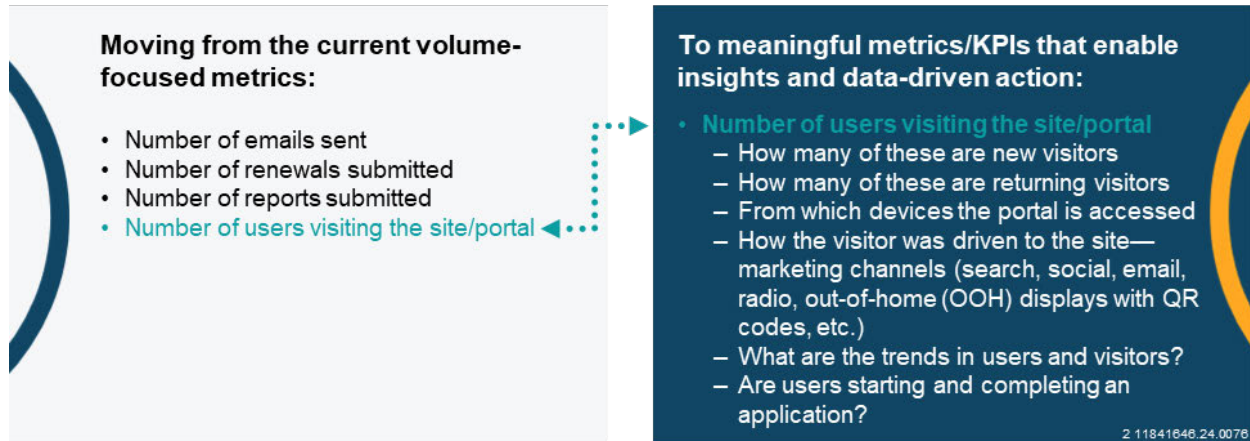 Moving from the current volume-
focused metrics:
• Number of emails sent
• Number of renewals submitted
• Number of reports submitted
• Number of users visiting the site/portal
To meaningful metrics/KPIs that enable
insights and data-driven action:
• Number of users visiting the site/portal
– How many of these are new visitors
– How many of these are returning visitors
– From which devices the portal is accessed
– How the visitor was driven to the site—
marketing channels (search, social, email,
radio, out-of-home (OOH) displays with QR
codes, etc.)
– What are the trends in users and visitors?
– Are users starting and completing an
application?
2 11841646.24.0076